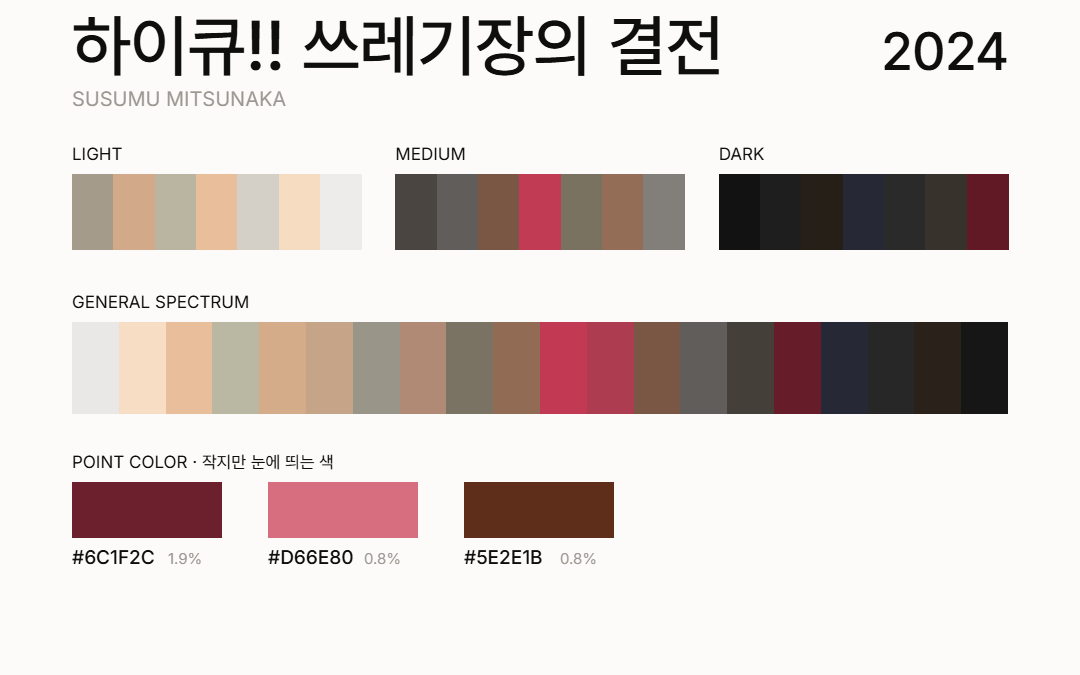 하이큐!! 쓰레기장의 결전 2024
SUSUMU MITSUNAKA
LIGHT MEDIUM DARK
GENERAL SPECTRUM
POINT COLOR · 작지만 눈에 띄는 색
#6C1F2C 1.9% #D66E80 0.8% #5E2E1B 0.8%